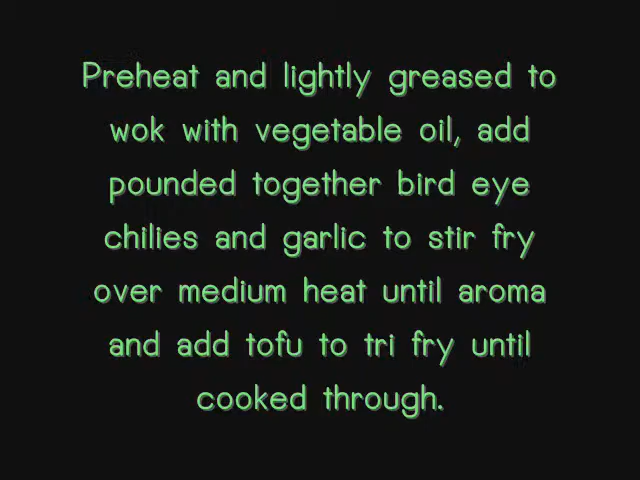 Preheat and lightly greased to
wok with vegetable oil, add
pounded together bird eye
chilies and garlic to stir fry
over medium heat until aroma
and add tofu to tri fry until
cooked through.